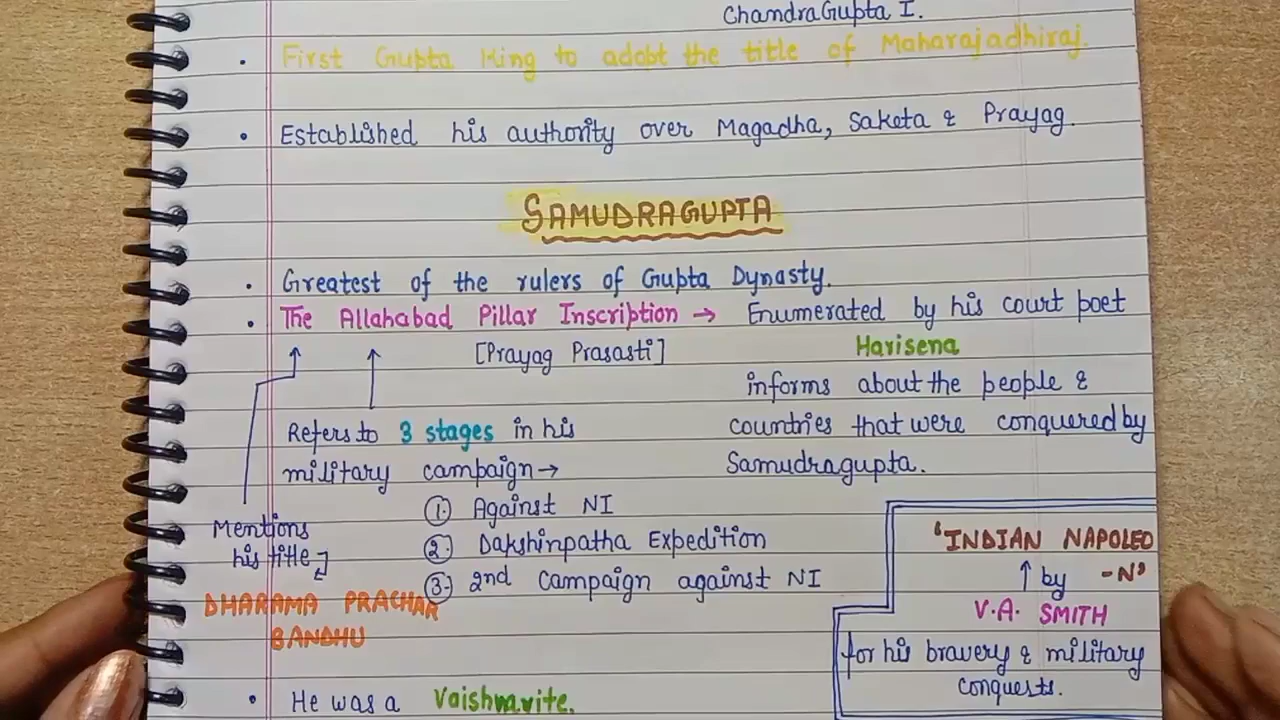 ChandraGupta I.
• First Gupta King to adopt the title of Maharajadhiraj.
• Established his authority over Magadha, Saketa & Prayag.
SAMUDRAGUPTA
• Greatest of the rulers of Gupta Dynasty.
• The Allahabad Pillar Inscription → Enumerated by his court poet
[Prayag Prasasti]
Harisena
informs about the people &
countries that were conquered by
Samudragupta.
Refers to 3 stages in his
military campaign →
① Against NI
② Dakshinpatha Expedition
③ 2nd Campaign against NI
Mentions
his title
DHARAMA PRACHAR
BANDHU
'INDIAN NAPOLEO
-N'
↑ by
V.A. SMITH
for his bravery & military
conquests.
• He was a Vaishnavite.